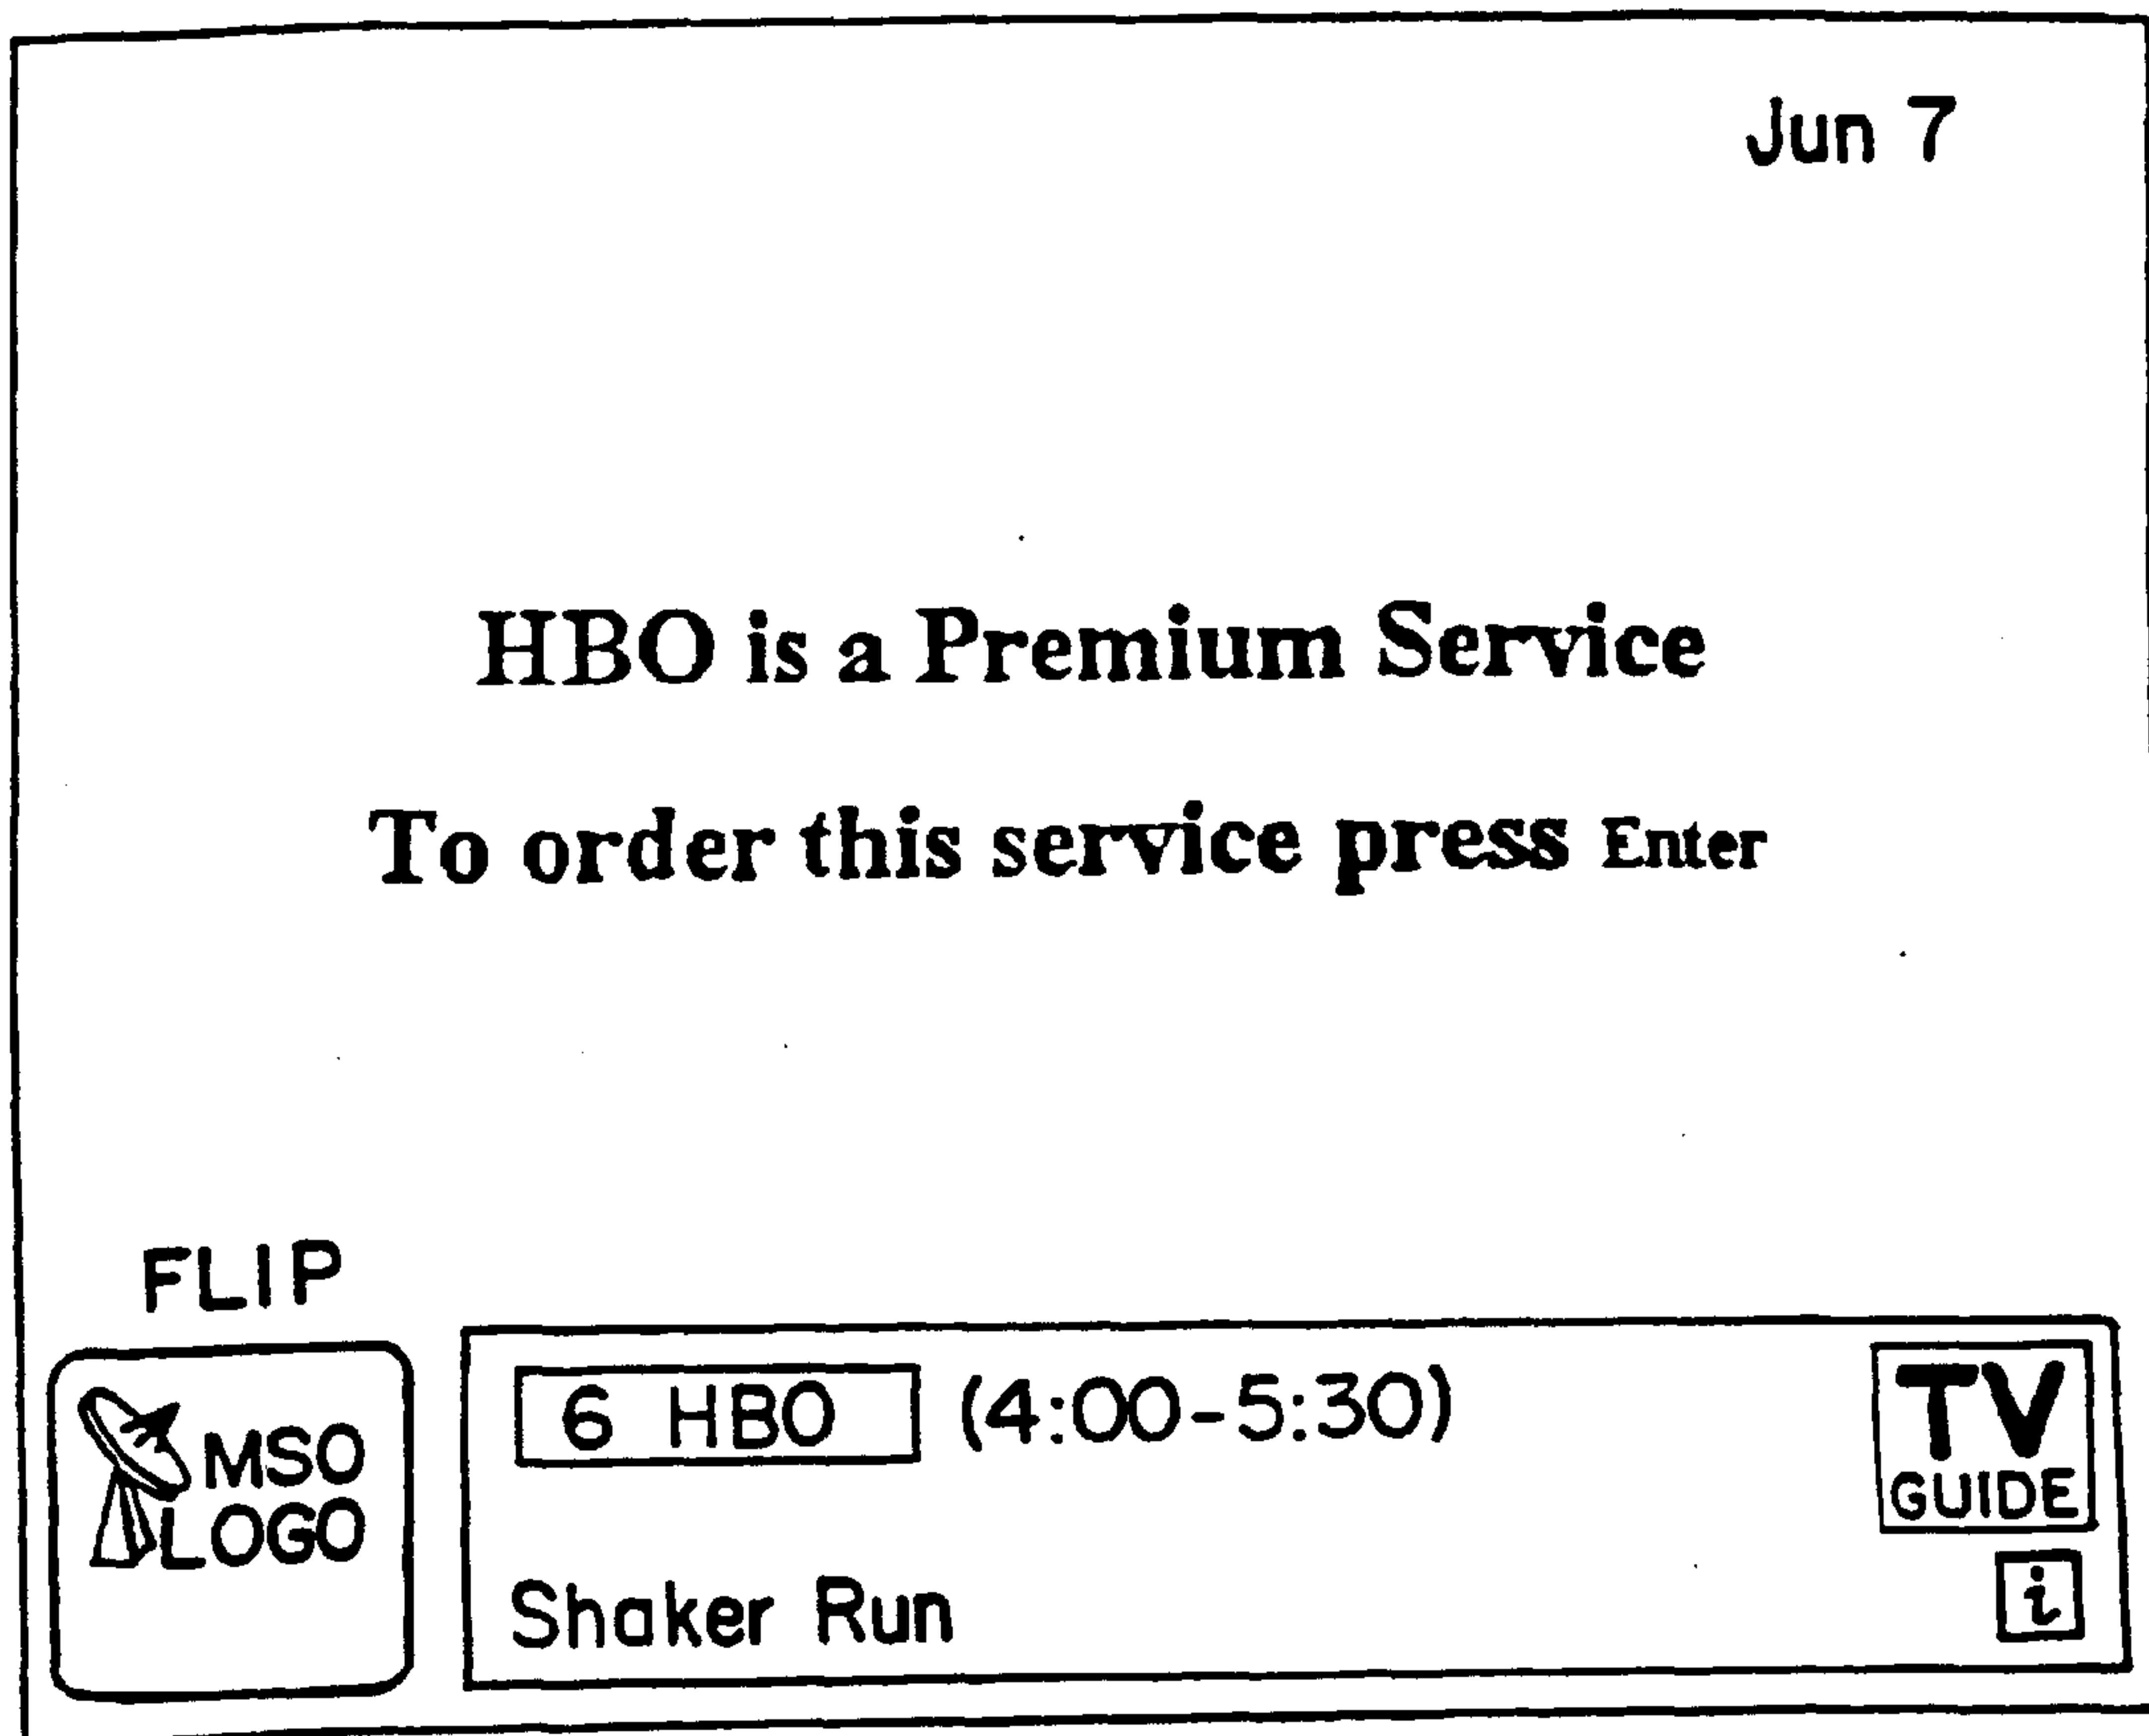 Jun 7
HBO is a Premium Service
To order this service press Enter
FLIP
MSO
LOGO
6 HBO (4:00-5:30)
TV
GUIDE
Shaker Run
i